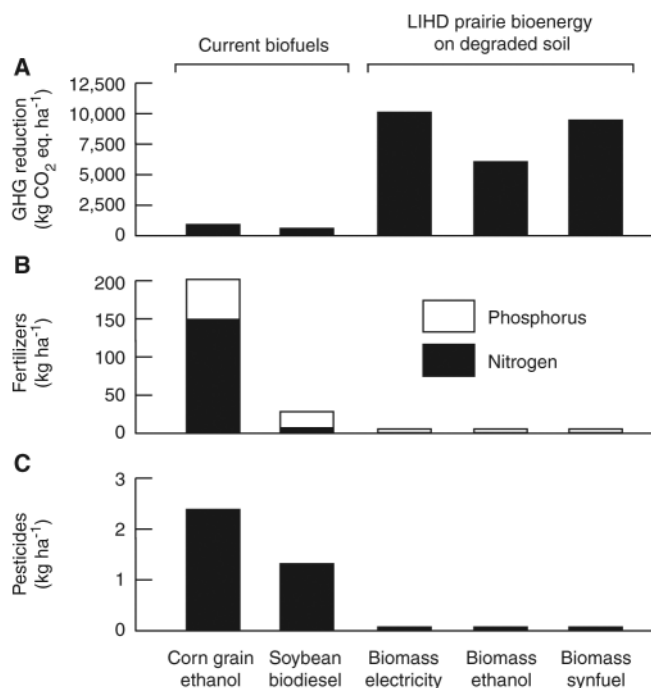 Current biofuels
LIHD prairie bioenergy
on degraded soil
A
GHG reduction
(kg CO₂ eq. ha⁻¹)
12,500
10,000
7,500
5,000
2,500
0
B
Fertilizers
(kg ha⁻¹)
200
150
100
50
0
Phosphorus
Nitrogen
C
Pesticides
(kg ha⁻¹)
3
2
1
0
Corn grain
ethanol
Soybean
biodiesel
Biomass
electricity
Biomass
ethanol
Biomass
synfuel